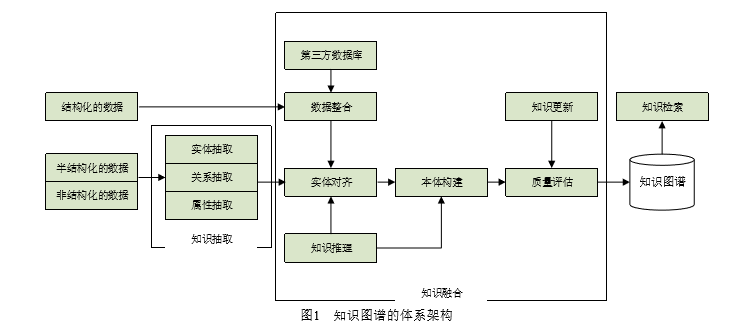 第三方数据库
结构化的数据
数据整合
知识更新
知识检索
实体抽取
半结构化的数据
关系抽取
实体对齐
本体构建
质量评估
知识图谱
非结构化的数据
属性抽取
知识抽取
知识推理
知识融合
图1 知识图谱的体系架构